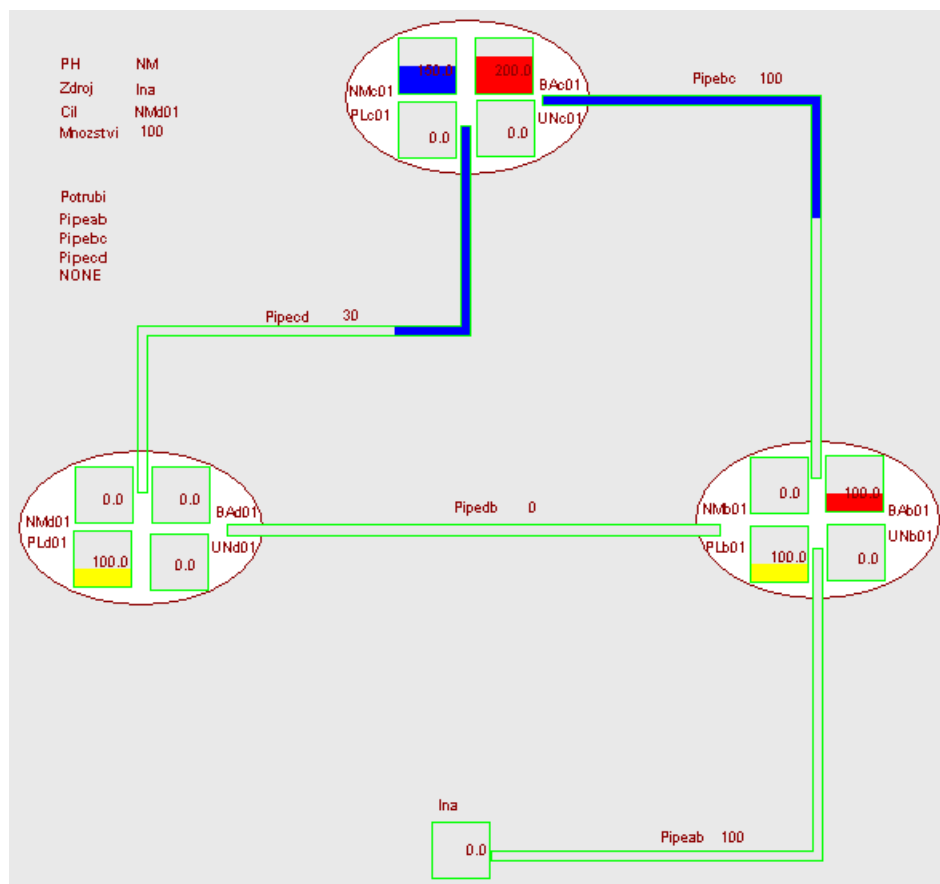 PH NM
Zdroj Ina
Cil NMd01
Mnozstvi 100
Potrubi
Pipeab
Pipebc
Pipecd
NONE
150.0 200.0
NMc01 BAc01
PLc01 UNc01
0.0 0.0
Pipebc 100
Pipecd 30
0.0 0.0
NMd01 BAd01
PLd01 UNd01
100.0 0.0
Pipedb 0
0.0 100.0
NMb01 BAb01
PLb01 UNb01
100.0 0.0
Ina
0.0
Pipeab 100